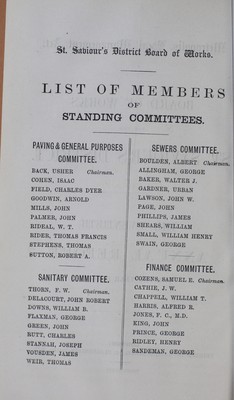 St. Saviour's District Board of Works.
LIST OF MEMBERS
OF
STANDING COMMITTEES.
PAVING & GENERAL PURPOSES
COMMITTEE.
BACK, USHER Chairman.
COHEN, ISAAC
FIELD, CHARLES DYER
GOODWIN, ARNOLD
MILLS, JOHN
PALMER, JOHN
RIDEAL, W. T.
RIDER, THOMAS FRANCIS
STEPHENS, THOMAS
SUTTON, ROBERT A.
SANITARY COMMITTEE.
THORN, F. W. Chairman.
DELACOURT, JOHN ROBERT
DOWNS, WILLIAM B.
FLAXMAN, GEORGE
GREEN, JOHN
RUTT, CHARLES
STANNAH, JOSEPH
VOUSDEN, JAMES
WEIR, THOMAS
SEWERS COMMITTEE.
BOULDEN, ALBERT Chairman.
ALLINGHAM, GEORGE
BAKER, WALTER J.
GARDNER, URBAN
LAWSON, JOHN W.
PAGE, JOHN
PHILLIPS, JAMES
SHEARS, WILLIAM
SMALL, WILLIAM HENRY
SWAIN, GEORGE
FINANCE COMMITTEE.
COZENS, SAMUEL E. Chairman.
CATHIE, J. W.
CHAPPELL, WILLIAM T.
HARRIS, ALFRED R.
JONES, F. C., M.D.
KING, JOHN
PRINCE, GEORGE
RIDLEY, HENRY
SANDEMAN, GEORGE